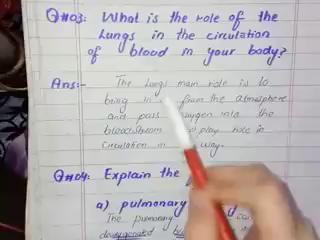 Q#03: What is the role of the
Lungs in the circulation
of blood in your body?
Ans:- The Lungs main role is to
bring in from the atmosphere
and pass oxygen into the
bloodstream play role in
circulation in way.
Q#04: Explain the
a) pulmonary
The pulmonary
deoxygenated